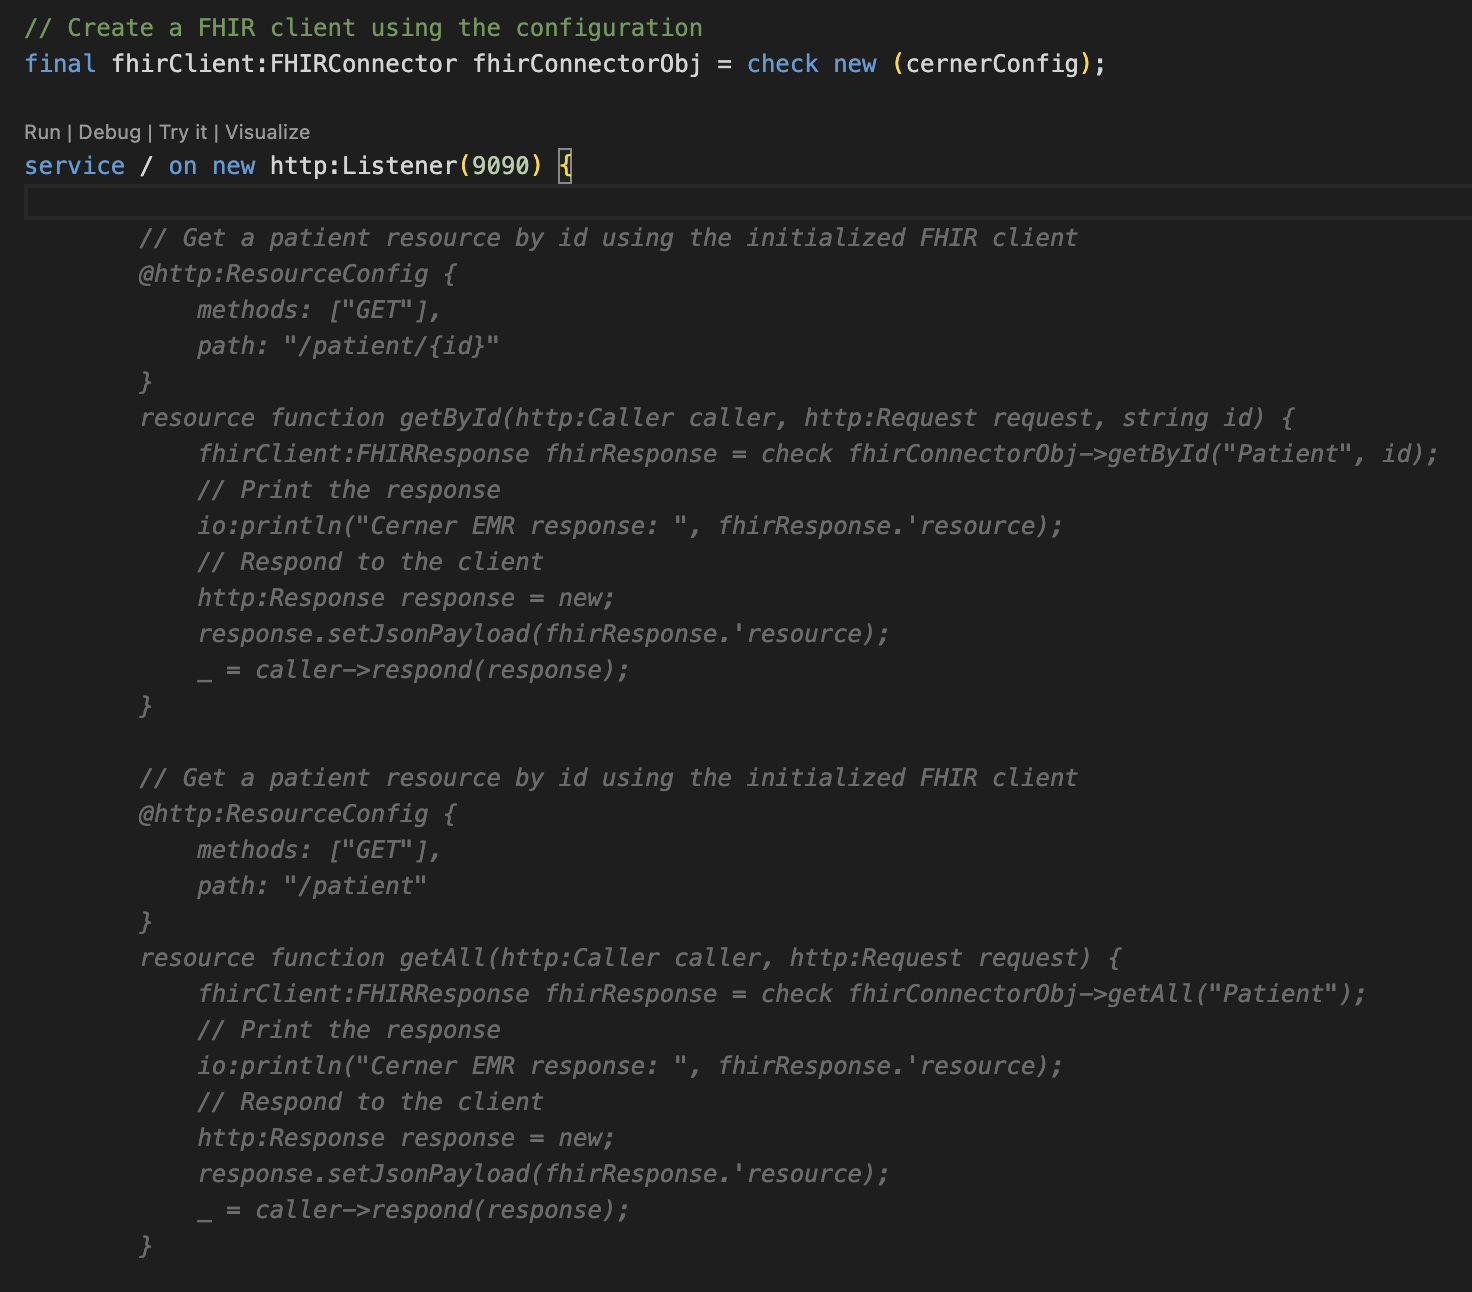 // Create a FHIR client using the configuration
final fhirClient:FHIRConnector fhirConnectorObj = check new (cernerConfig);
Run | Debug | Try it | Visualize
service / on new http:Listener(9090) {
// Get a patient resource by id using the initialized FHIR client
@http:ResourceConfig {
methods: ["GET"],
path: "/patient/{id}"
}
resource function getById(http:Caller caller, http:Request request, string id) {
fhirClient:FHIRResponse fhirResponse = check fhirConnectorObj->getById("Patient", id);
// Print the response
io:println("Cerner EMR response: ", fhirResponse.'resource);
// Respond to the client
http:Response response = new;
response.setJsonPayload(fhirResponse.'resource);
_ = caller->respond(response);
}
// Get a patient resource by id using the initialized FHIR client
@http:ResourceConfig {
methods: ["GET"],
path: "/patient"
}
resource function getAll(http:Caller caller, http:Request request) {
fhirClient:FHIRResponse fhirResponse = check fhirConnectorObj->getAll("Patient");
// Print the response
io:println("Cerner EMR response: ", fhirResponse.'resource);
// Respond to the client
http:Response response = new;
response.setJsonPayload(fhirResponse.'resource);
_ = caller->respond(response);
}